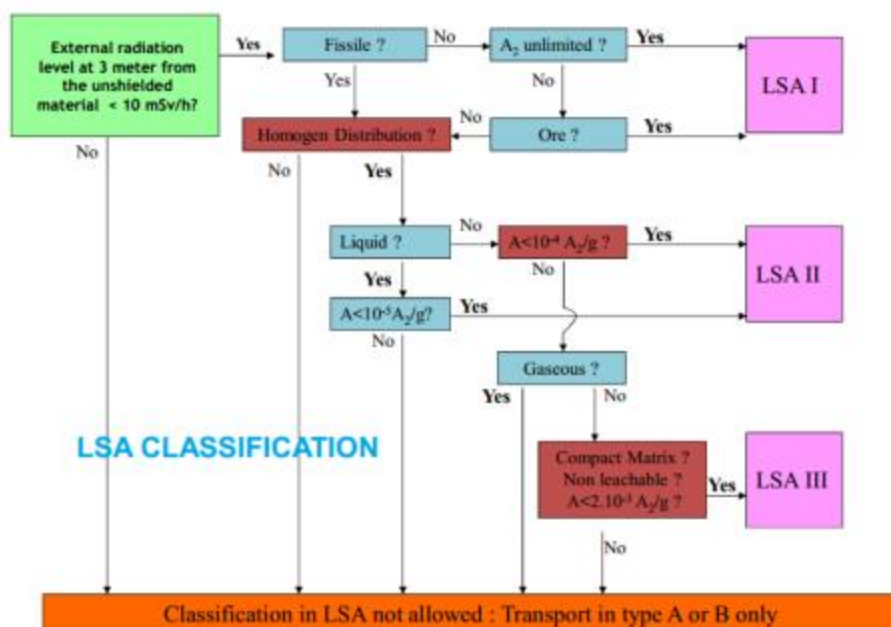 External radiation
level at 3 meter from
the unshielded
material < 10 mSv/h?
Yes
Fissile ?
No
A₂ unlimited ?
Yes
LSA I
Yes
No
No
Homogen Distribution ?
No
Ore ?
Yes
No
Yes
Liquid ?
No
A<10⁻⁴ A₂/g ?
Yes
LSA II
Yes
No
A<10⁻⁵A₂/g?
Yes
No
Gaseous ?
Yes
No
LSA CLASSIFICATION
Compact Matrix ?
Non leachable ?
A<2.10⁻³ A₂/g ?
Yes
LSA III
No
Classification in LSA not allowed : Transport in type A or B only